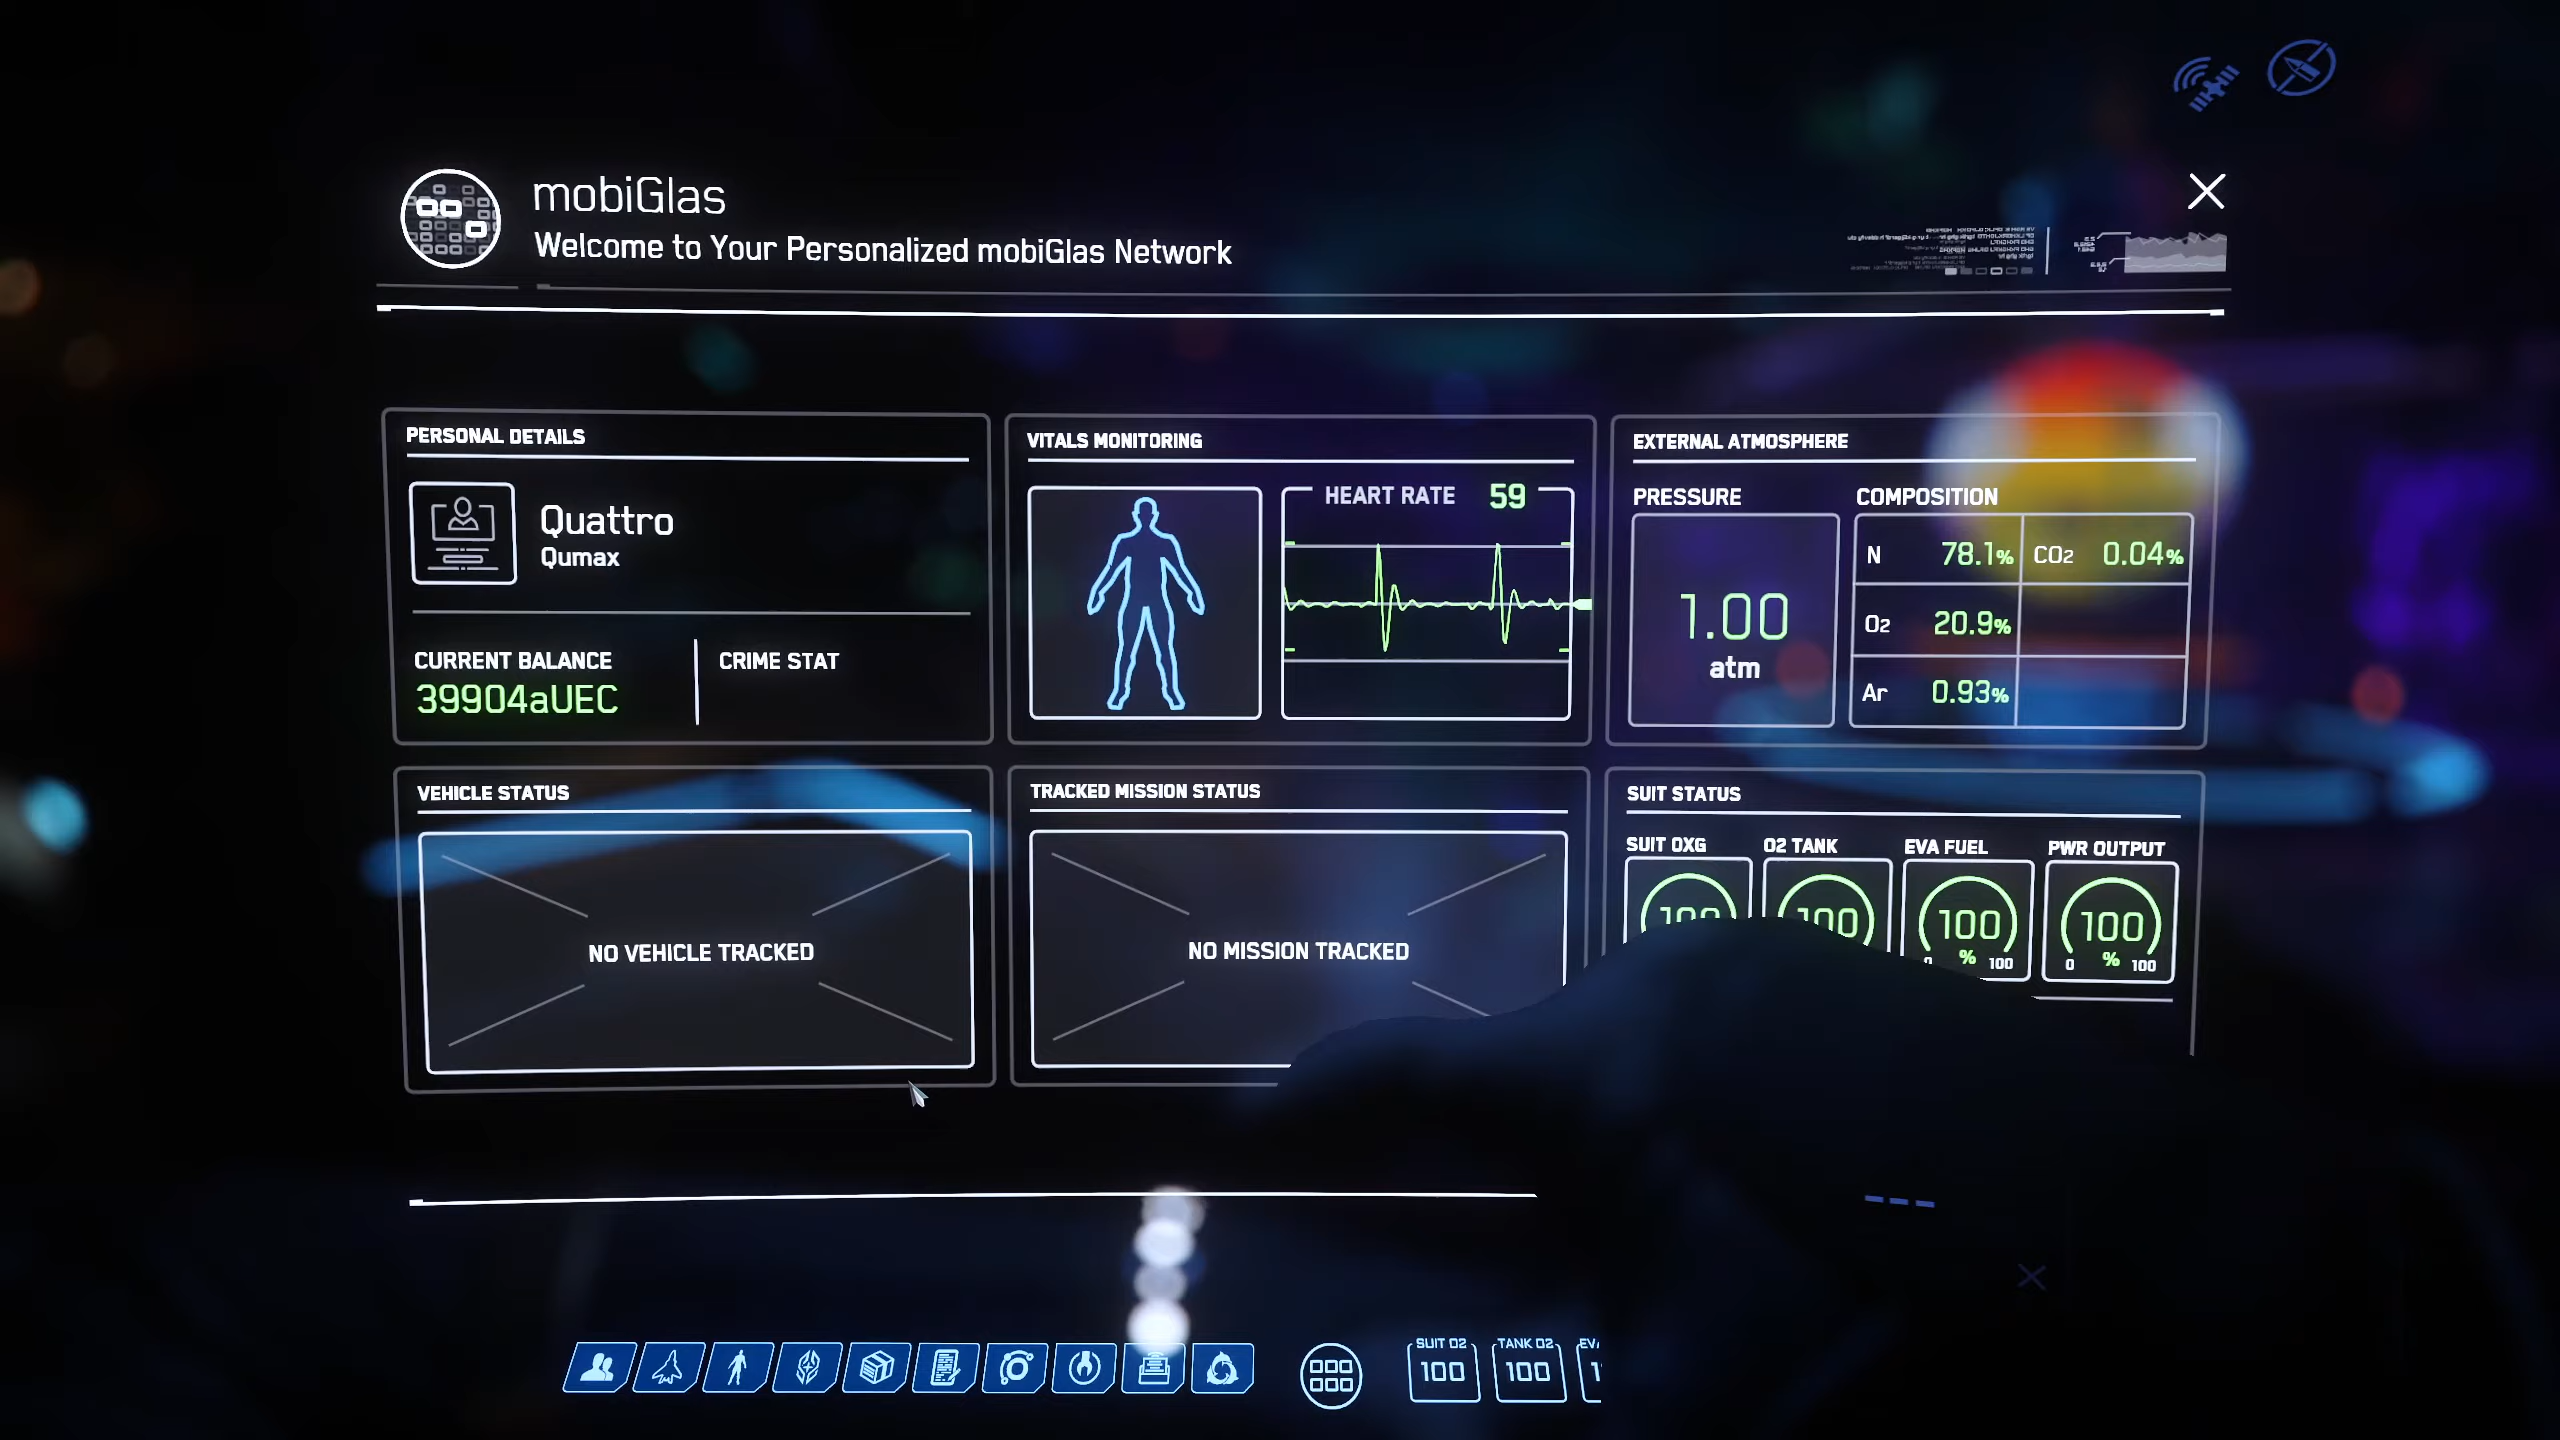 mobiGlas
Welcome to Your Personalized mobiGlas Network
PERSONAL DETAILS
Quattro
Qumax
CURRENT BALANCE
39904aUEC
CRIME STAT
VITALS MONITORING
HEART RATE 59
EXTERNAL ATMOSPHERE
PRESSURE
1.00
atm
COMPOSITION
N 78.1% CO2 0.04%
O2 20.9%
Ar 0.93%
VEHICLE STATUS
NO VEHICLE TRACKED
TRACKED MISSION STATUS
NO MISSION TRACKED
SUIT STATUS
SUIT OXG O2 TANK EVA FUEL PWR OUTPUT
100 100 100 100
0 % 100 0 % 100
SUIT O2 TANK O2
100 100